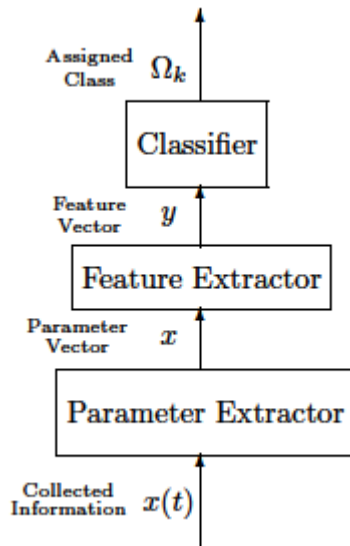 Assigned
Class Ωₖ
Classifier
Feature
Vector y
Feature Extractor
Parameter
Vector x
Parameter Extractor
Collected
Information x(t)